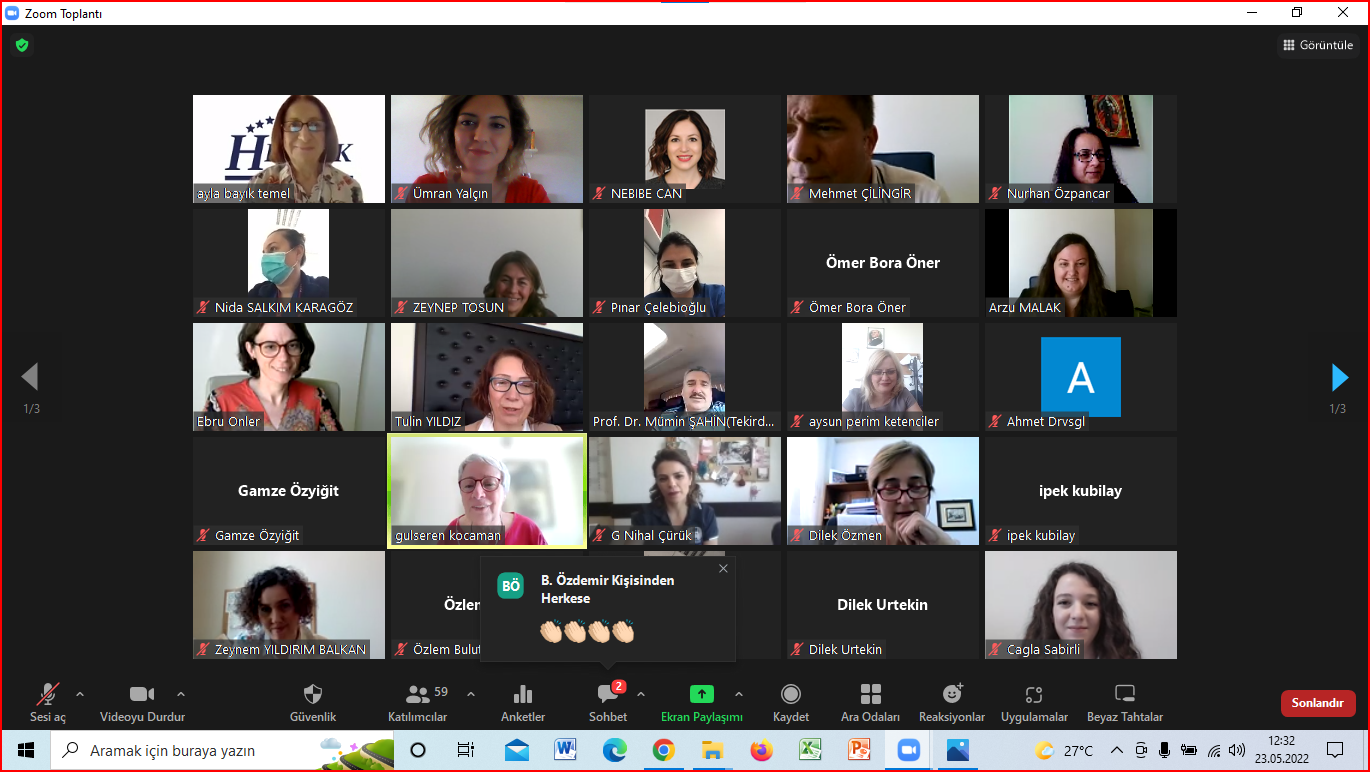 Zoom Toplantı
Görüntüle
ayla bayık temel
Ümran Yalçın
NEBIBE CAN
Mehmet ÇİLİNGİR
Nurhan Özpancar
Nida SALKIM KARAGÖZ
ZEYNEP TOSUN
Pınar Çelebioğlu
Ömer Bora Öner
Ömer Bora Öner
Arzu MALAK
Ebru Onler
Tulin YILDIZ
Prof. Dr. Mümin ŞAHİN(Tekird...
aysun perim ketenciler
A
Ahmet Drvsgl
1/3
1/3
Gamze Özyiğit
Gamze Özyiğit
gulseren kocaman
G Nihal Çürük
Dilek Özmen
ipek kubilay
ipek kubilay
Zeynem YILDIRIM BALKAN
Özlem Bulut
BÖ
B. Özdemir Kişisinden
Herkese
👏🏻👏🏻👏🏻👏🏻
Dilek Urtekin
Dilek Urtekin
Cagla Sabirli
Sesi aç
Videoyu Durdur
Güvenlik
59
Katılımcılar
Anketler
2
Sohbet
Ekran Paylaşımı
Kaydet
Ara Odaları
Reaksiyonlar
Uygulamalar
Beyaz Tahtalar
Sonlandır
Aramak için buraya yazın
27°C
12:32
23.05.2022